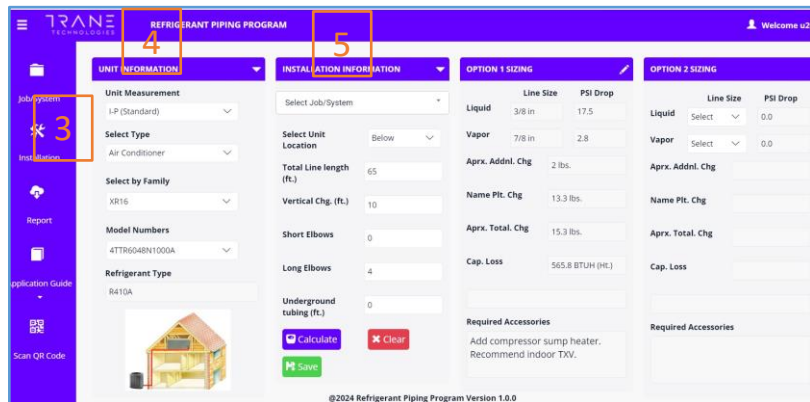 TRANE
TECHNOLOGIES
REFRIGERANT PIPING PROGRAM
Welcome u2
3
4
5
Job/System
Installation
Report
pplication Guide
Scan QR Code
UNIT INFORMATION
Unit Measurement
I-P (Standard)
Select Type
Air Conditioner
Select by Family
XR16
Model Numbers
4TTR6048N1000A
Refrigerant Type
R410A
INSTALLATION INFORMATION
Select Job/System
Select Unit Location Below
Total Line length (ft.) 65
Vertical Chg. (ft.) 10
Short Elbows 0
Long Elbows 4
Underground tubing (ft.) 0
Calculate
Clear
Save
OPTION 1 SIZING
Line Size PSI Drop
Liquid 3/8 in 17.5
Vapor 7/8 in 2.8
Aprx. Addnl. Chg 2 lbs.
Name Plt. Chg 13.3 lbs.
Aprx. Total. Chg 15.3 lbs.
Cap. Loss 565.8 BTUH (Ht.)
Required Accessories
Add compressor sump heater.
Recommend indoor TXV.
OPTION 2 SIZING
Line Size PSI Drop
Liquid Select 0.0
Vapor Select 0.0
Aprx. Addnl. Chg
Name Plt. Chg
Aprx. Total. Chg
Cap. Loss
Required Accessories
@2024 Refrigerant Piping Program Version 1.0.0